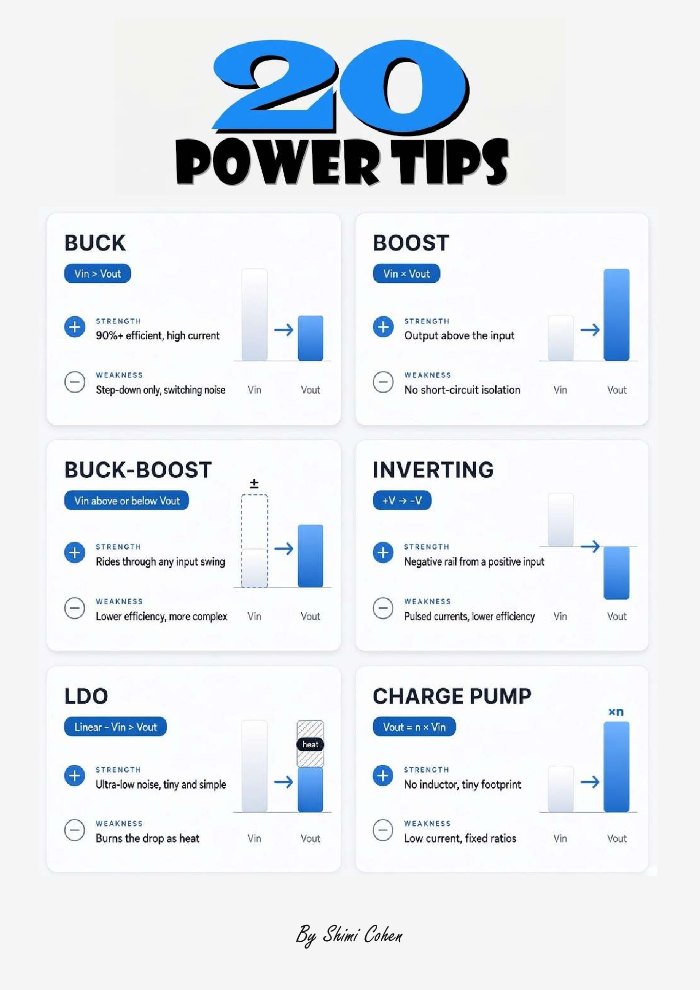 20
POWER TIPS
BUCK
Vin > Vout
+
STRENGTH
90%+ efficient, high current
−
WEAKNESS
Step-down only, switching noise
Vin
Vout
BOOST
Vin × Vout
+
STRENGTH
Output above the input
−
WEAKNESS
No short-circuit isolation
Vin
Vout
BUCK-BOOST
Vin above or below Vout
±
+
STRENGTH
Rides through any input swing
−
WEAKNESS
Lower efficiency, more complex
Vin
Vout
INVERTING
+V → −V
+
STRENGTH
Negative rail from a positive input
−
WEAKNESS
Pulsed currents, lower efficiency
Vin
Vout
LDO
Linear - Vin > Vout
heat
+
STRENGTH
Ultra-low noise, tiny and simple
−
WEAKNESS
Burns the drop as heat
Vin
Vout
CHARGE PUMP
Vout = n × Vin
×n
+
STRENGTH
No inductor, tiny footprint
−
WEAKNESS
Low current, fixed ratios
Vin
Vout
By Shimi Cohen